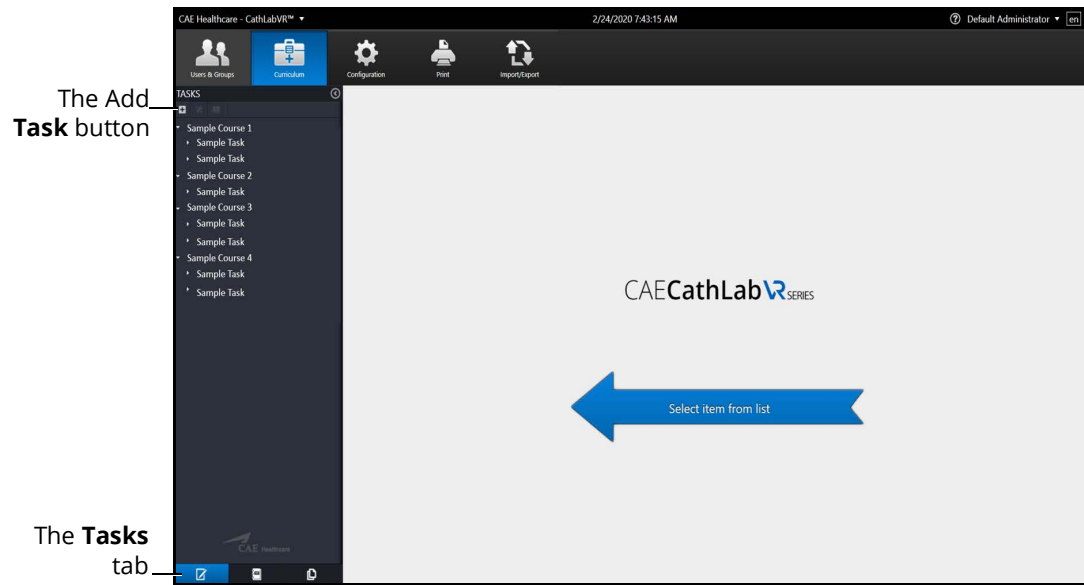 CAE Healthcare - CathLabVR™
2/24/2020 7:43:15 AM
Default Administrator
en
Users & Groups
Curriculum
Configuration
Print
Import/Export
TASKS
The Add
Task button
Sample Course 1
Sample Task
Sample Task
Sample Course 2
Sample Task
Sample Course 3
Sample Task
Sample Task
Sample Course 4
Sample Task
Sample Task
CAECathLabVR SERIES
Select item from list
CAE Healthcare
The Tasks
tab